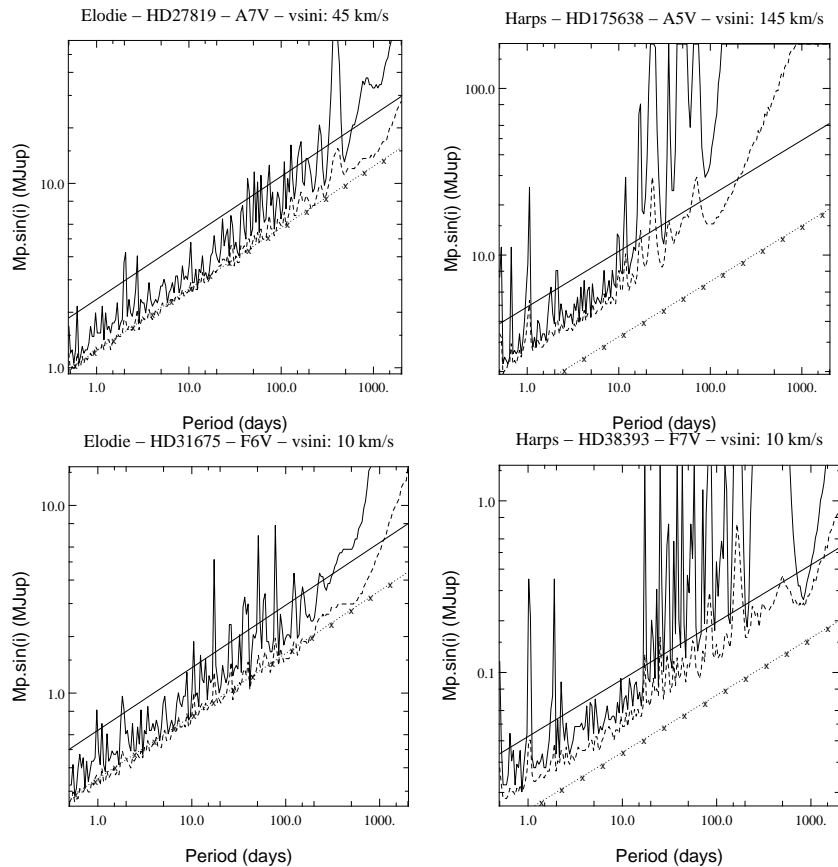 Elodie – HD27819 – A7V – vsini: 45 km/s
Mp.sin(i) (MJup)
10.0
1.0
1.0
10.0
100.0
1000.
Period (days)
Harps – HD175638 – A5V – vsini: 145 km/s
Mp.sin(i) (MJup)
100.0
10.0
1.0
10.0
100.0
1000.
Period (days)
Elodie – HD31675 – F6V – vsini: 10 km/s
Mp.sin(i) (MJup)
10.0
1.0
1.0
10.0
100.0
1000.
Period (days)
Harps – HD38393 – F7V – vsini: 10 km/s
Mp.sin(i) (MJup)
1.0
0.1
1.0
10.0
100.0
1000.
Period (days)